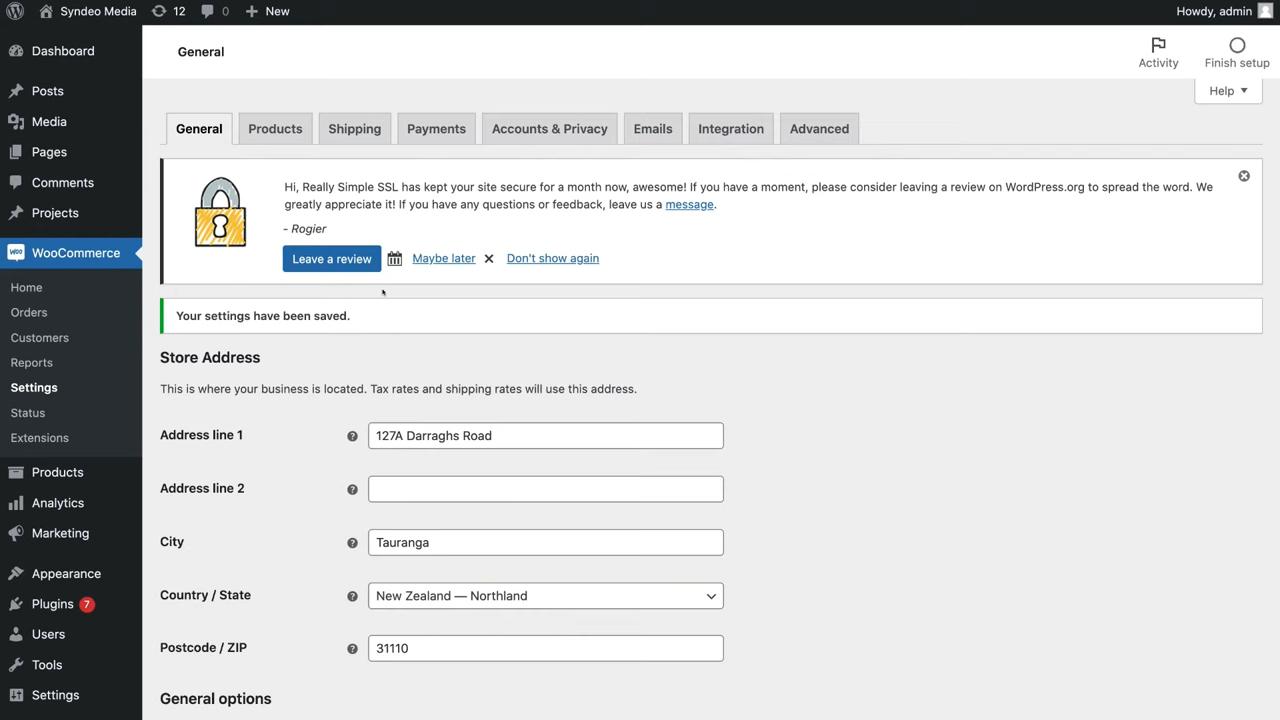 Syndeo Media 12 0 New Howdy, admin
Dashboard
Posts
Media
Pages
Comments
Projects
WooCommerce
Home
Orders
Customers
Reports
Settings
Status
Extensions
Products
Analytics
Marketing
Appearance
Plugins 7
Users
Tools
Settings
General
Activity
Finish setup
Help
General Products Shipping Payments Accounts & Privacy Emails Integration Advanced
Hi, Really Simple SSL has kept your site secure for a month now, awesome! If you have a moment, please consider leaving a review on WordPress.org to spread the word. We
greatly appreciate it! If you have any questions or feedback, leave us a message.
- Rogier
Leave a review Maybe later Don't show again
Your settings have been saved.
Store Address
This is where your business is located. Tax rates and shipping rates will use this address.
Address line 1 127A Darraghs Road
Address line 2
City Tauranga
Country / State New Zealand — Northland
Postcode / ZIP 31110
General options